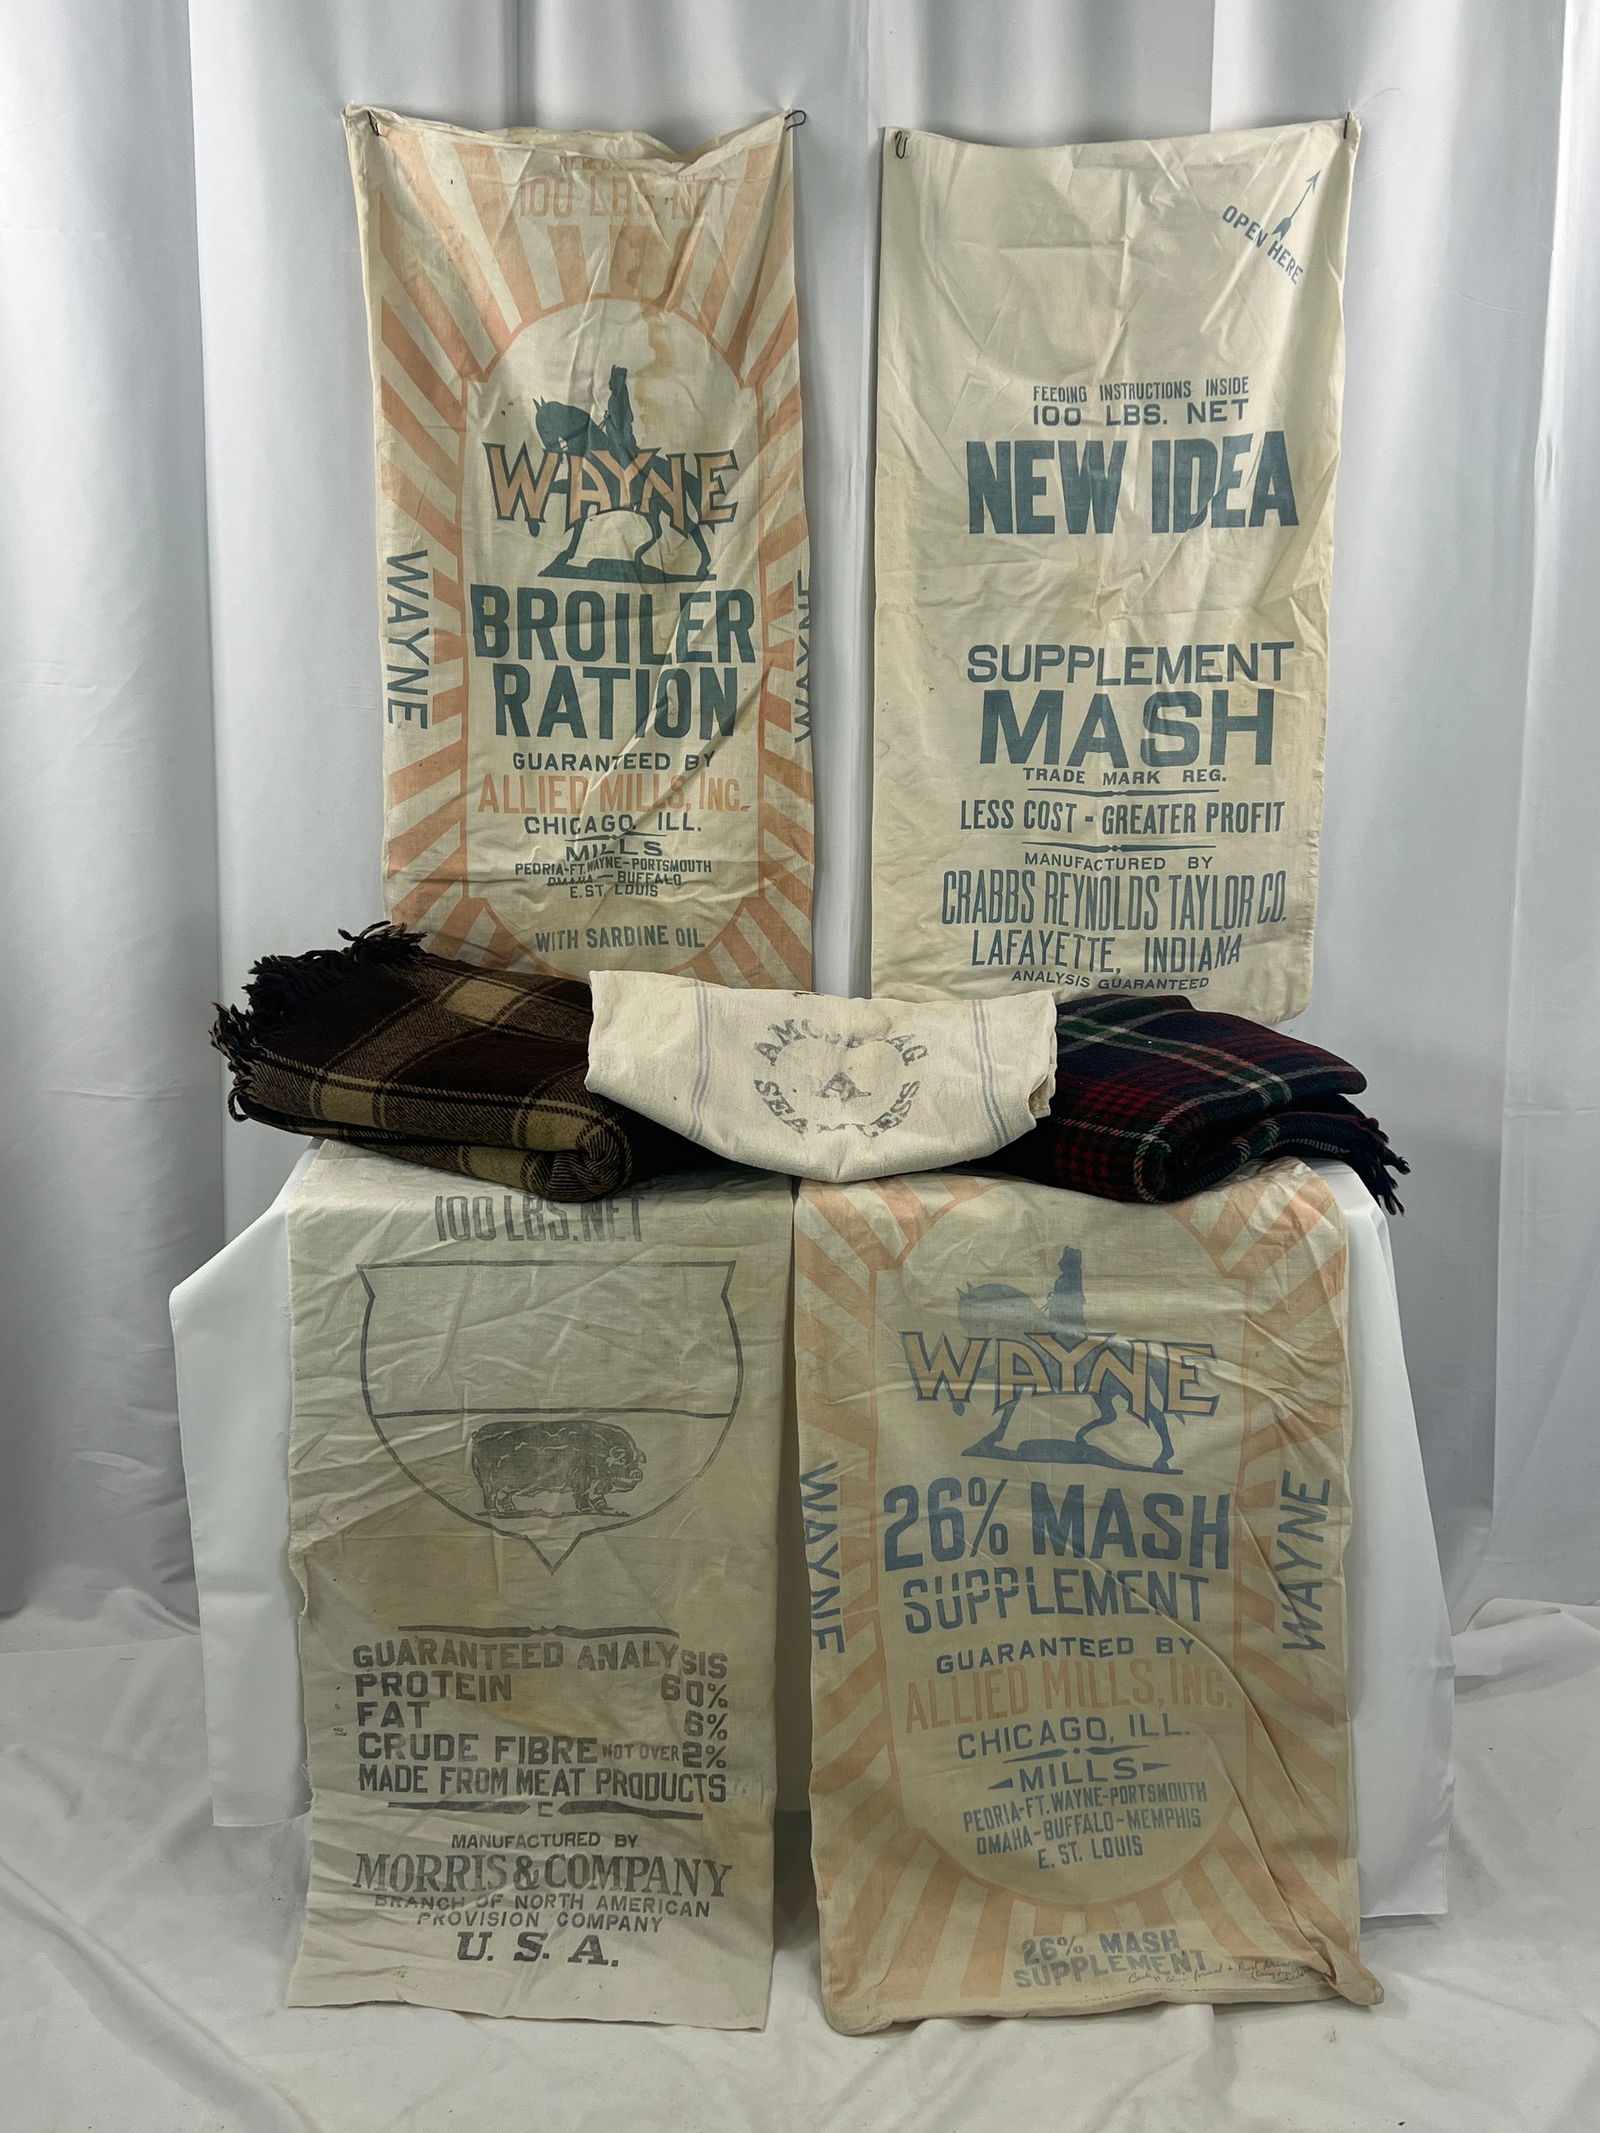 100 LBS. NET
WAYNE
BROILER
RATION
GUARANTEED BY
ALLIED MILLS, INC.
CHICAGO, ILL.
MILLS
PEORIA-FT. WAYNE-PORTSMOUTH
BUFFALO
E. ST. LOUIS
WITH SARDINE OIL
WAYNE
WAYNE
OPEN HERE
FEEDING INSTRUCTIONS INSIDE
100 LBS. NET
NEW IDEA
SUPPLEMENT
MASH
TRADE MARK REG.
LESS COST - GREATER PROFIT
MANUFACTURED BY
CRABBS REYNOLDS TAYLOR CO.
LAFAYETTE, INDIANA
ANALYSIS GUARANTEED
AMOSKEAG
A
SEAMLESS
100 LBS. NET
GUARANTEED ANALYSIS
PROTEIN 60%
FAT 6%
CRUDE FIBRE NOT OVER 2%
MADE FROM MEAT PRODUCTS
C
MANUFACTURED BY
MORRIS & COMPANY
BRANCH OF NORTH AMERICAN
PROVISION COMPANY
U. S. A.
WAYNE
26% MASH
SUPPLEMENT
GUARANTEED BY
ALLIED MILLS, INC.
CHICAGO, ILL.
MILLS
PEORIA-FT. WAYNE-PORTSMOUTH
OMAHA-BUFFALO-MEMPHIS
E. ST. LOUIS
WAYNE
WAYNE
26% MASH
SUPPLEMENT